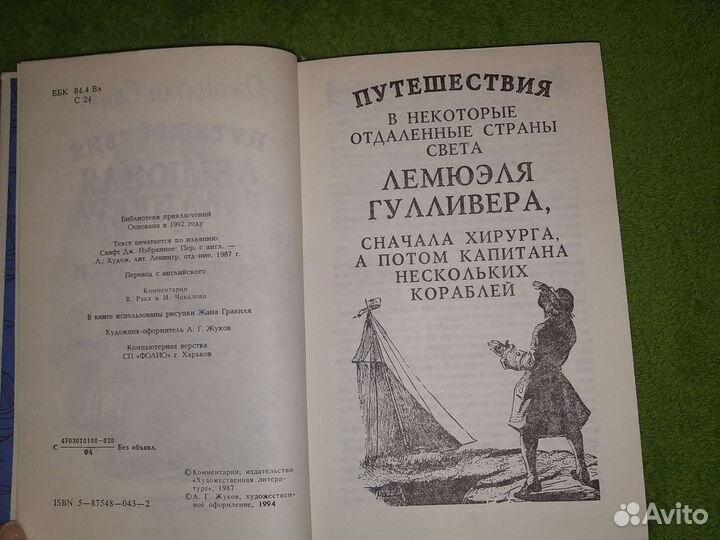 ББК 84.4 Вл
С 24
Библиотека приключений
Основана в 1992 году
Текст печатается по изданию:
Свифт Дж. Избранное: Пер. с англ. —
Л.: Худож. лит. Ленингр. отд-ние, 1987 г.
Перевод с английского
Комментарии
В. Рака и И. Чекалова
В книге использованы рисунки Жана Гранвиля
Художник-оформитель А. Г. Жуков
Компьютерная верстка
СП «ФОЛИО» г. Харьков
С 4703010100-020
94 Без объявл.
© Комментарии, издательство
«Художественная литера-
тура», 1987
© А. Г. Жуков, художествен-
ное оформление, 1994
ISBN 5-87548-043-2
ПУТЕШЕСТВИЯ
В НЕКОТОРЫЕ
ОТДАЛЕННЫЕ СТРАНЫ
СВЕТА
ЛЕМЮЭЛЯ
ГУЛЛИВЕРА,
СНАЧАЛА ХИРУРГА,
А ПОТОМ КАПИТАНА
НЕСКОЛЬКИХ
КОРАБЛЕЙ
Avito